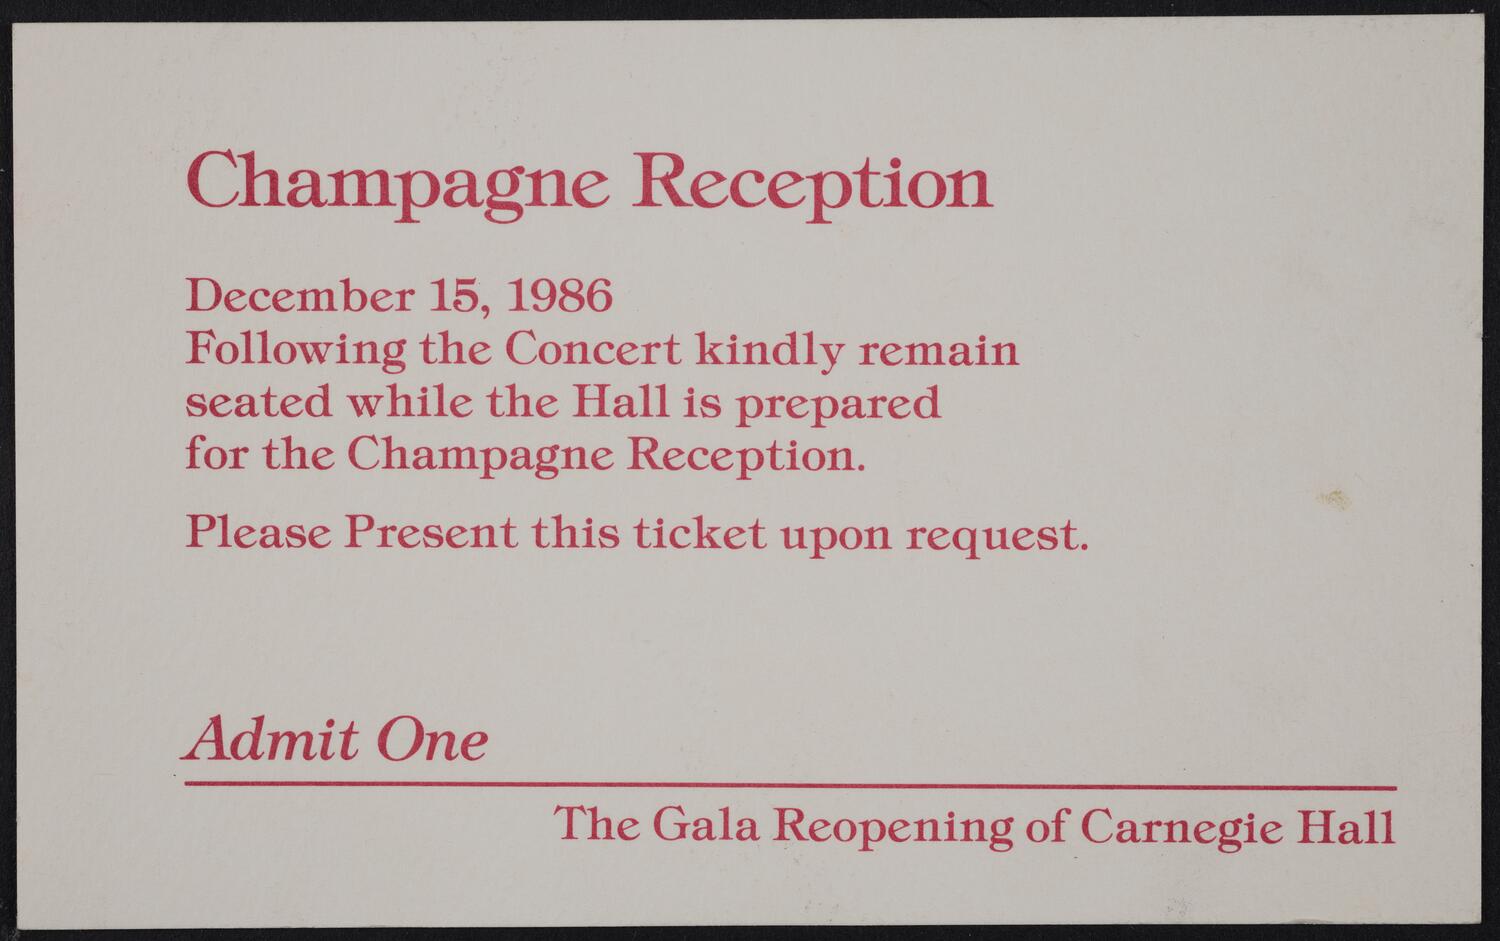 Champagne Reception
December 15, 1986
Following the Concert kindly remain
seated while the Hall is prepared
for the Champagne Reception.
Please Present this ticket upon request.
Admit One
The Gala Reopening of Carnegie Hall